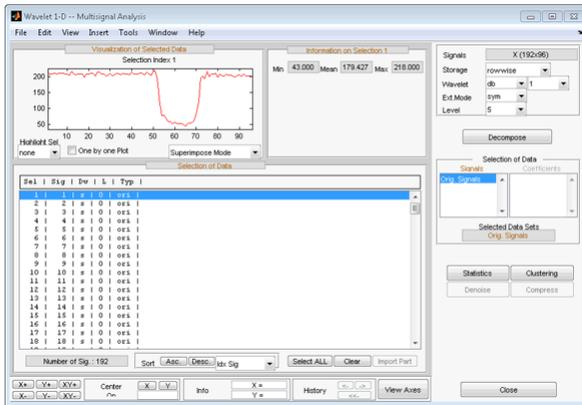 Wavelet 1-D -- Multisignal Analysis
File Edit View Insert Tools Window Help
Visualization of Selected Data
Selection Index 1
200
150
100
50
10 20 30 40 50 60 70 80 90
Highlight Sel
none
One by one Plot
Superimpose Mode
Information on Selection 1
Min 43.000 Mean 179.427 Max 218.000
Selection of Data
Sel | Sig | Dw | L | Typ |
1 | 1 | s | 0 | ori |
2 | 2 | s | 0 | ori |
3 | 3 | s | 0 | ori |
4 | 4 | s | 0 | ori |
5 | 5 | s | 0 | ori |
6 | 6 | s | 0 | ori |
7 | 7 | s | 0 | ori |
8 | 8 | s | 0 | ori |
9 | 9 | s | 0 | ori |
10 | 10 | s | 0 | ori |
11 | 11 | s | 0 | ori |
12 | 12 | s | 0 | ori |
13 | 13 | s | 0 | ori |
14 | 14 | s | 0 | ori |
15 | 15 | s | 0 | ori |
16 | 16 | s | 0 | ori |
17 | 17 | s | 0 | ori |
18 | 18 | s | 0 | ori |
Number of Sig. : 192
Sort Asc. Desc. Idx Sig
Select ALL Clear Import Part
Signals X (192x96)
Storage rowwise
Wavelet db 1
Ext.Mode sym
Level 5
Decompose
Selection of Data
Signals Coefficients
Orig. Signals
Selected Data Sets
Orig. Signals
Statistics Clustering
Denoise Compress
Close
X+ Y+ XY+
X- Y- XY-
Center
On
X Y
Info
X =
Y =
History
<- ->
<<-
View Axes